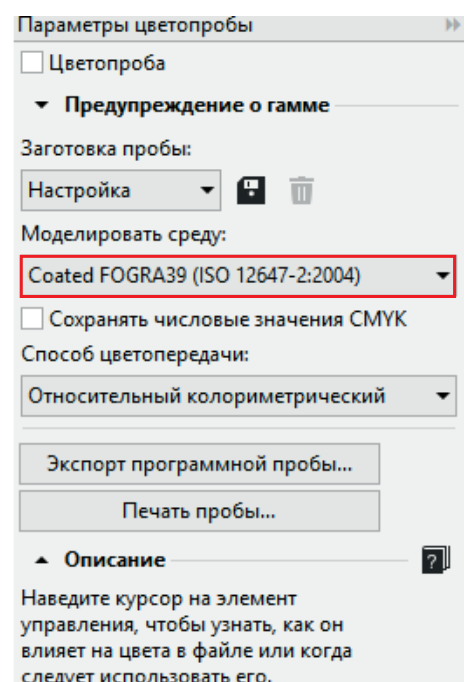 Параметры цветопробы
Цветопроба
Предупреждение о гамме
Заготовка пробы:
Настройка
Моделировать среду:
Coated FOGRA39 (ISO 12647-2:2004)
Сохранять числовые значения CMYK
Способ цветопередачи:
Относительный колориметрический
Экспорт программной пробы...
Печать пробы...
Описание
Наведите курсор на элемент
управления, чтобы узнать, как он
влияет на цвета в файле или когда
следует использовать его.